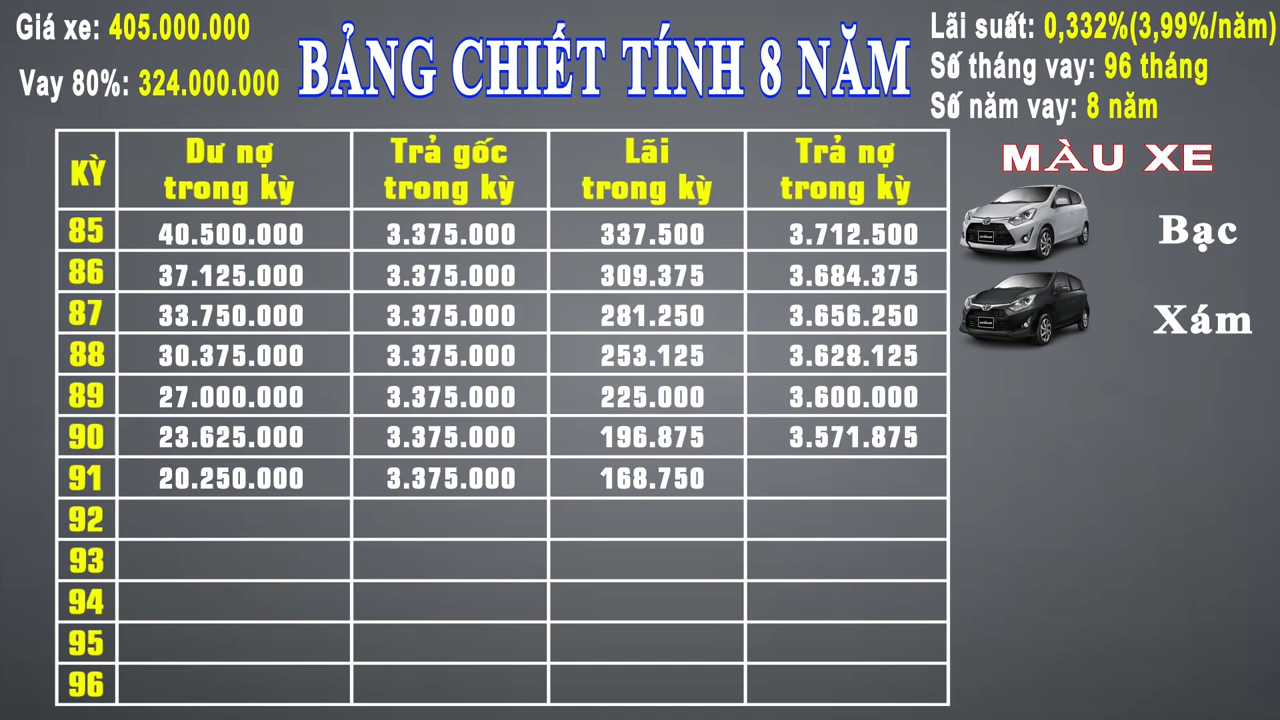 Giá xe: 405.000.000
Vay 80%: 324.000.000
BẢNG CHIẾT TÍNH 8 NĂM
Lãi suất: 0,332%(3,99%/năm)
Số tháng vay: 96 tháng
Số năm vay: 8 năm
KỲ Dư nợ trong kỳ Trả gốc trong kỳ Lãi trong kỳ Trả nợ trong kỳ
85 40.500.000 3.375.000 337.500 3.712.500
86 37.125.000 3.375.000 309.375 3.684.375
87 33.750.000 3.375.000 281.250 3.656.250
88 30.375.000 3.375.000 253.125 3.628.125
89 27.000.000 3.375.000 225.000 3.600.000
90 23.625.000 3.375.000 196.875 3.571.875
91 20.250.000 3.375.000 168.750
92
93
94
95
96
MÀU XE
Bạc
Xám